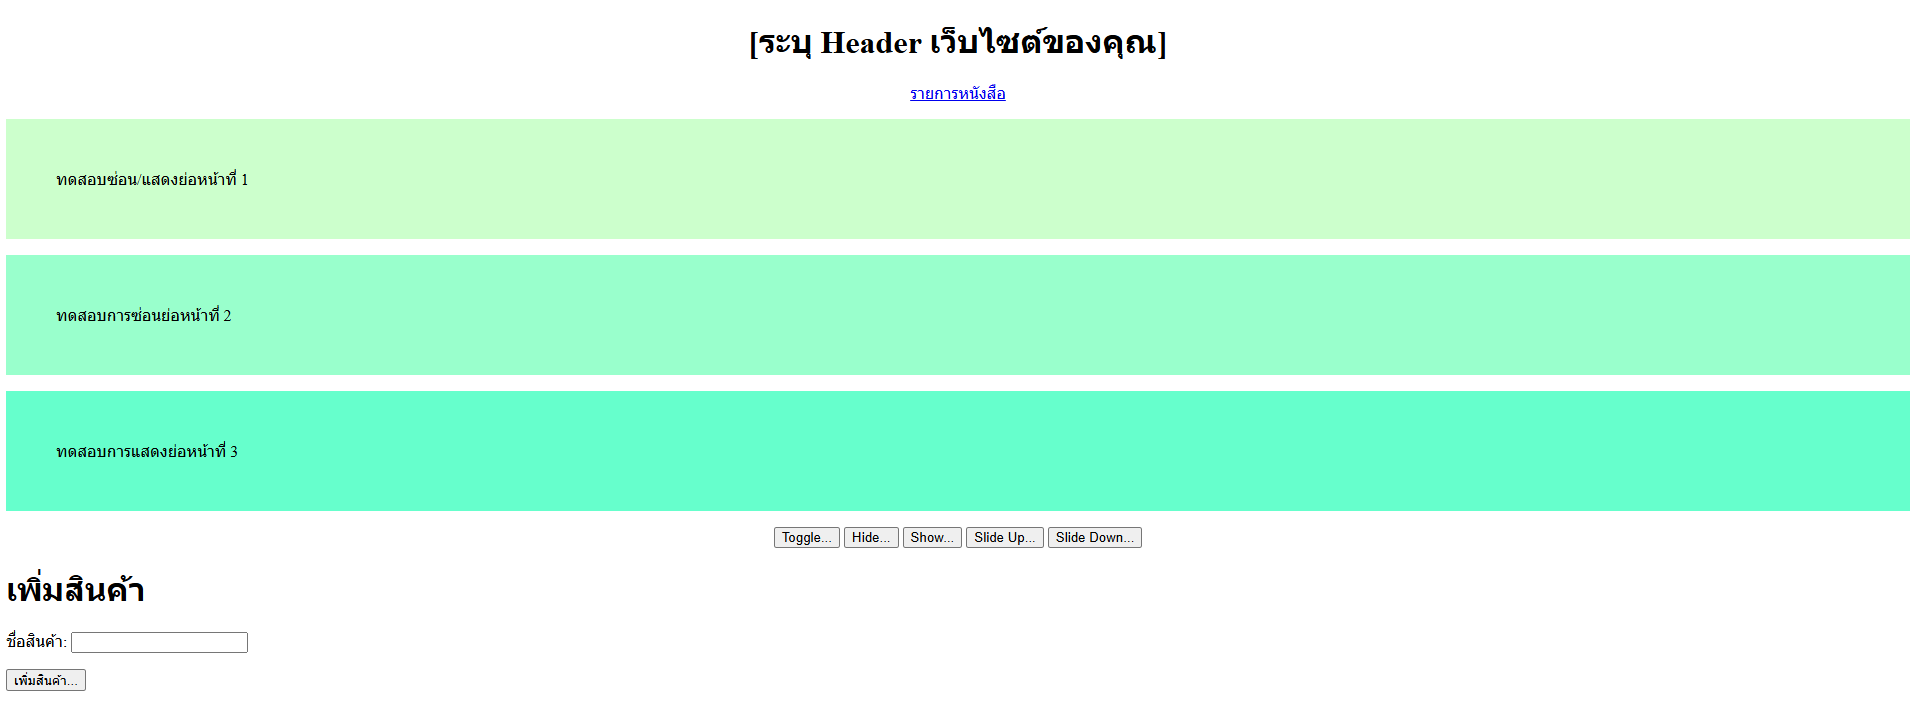 [ระบุ Header เว็บไซต์ของคุณ]
รายการหนังสือ
ทดสอบซ่อน/แสดงย่อหน้าที่ 1
ทดสอบการซ่อนย่อหน้าที่ 2
ทดสอบการแสดงย่อหน้าที่ 3
Toggle... Hide... Show... Slide Up... Slide Down...
เพิ่มสินค้า
ชื่อสินค้า:
เพิ่มสินค้า...